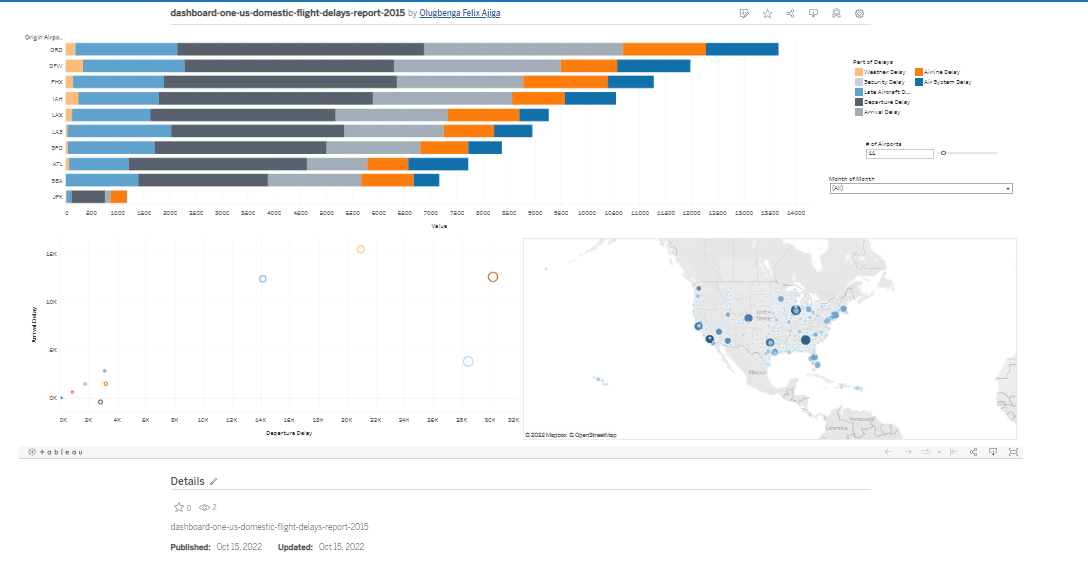 dashboard-one-us-domestic-flight-delays-report-2015 by Olugbenga Felix Ajiga
Origin Airpo..
ORD
DFW
PHX
IAH
LAX
LAS
SFO
ATL
SEA
JFK
0 500 1000 1500 2000 2500 3000 3500 4000 4500 5000 5500 6000 6500 7000 7500 8000 8500 9000 9500 10000 10500 11000 11500 12000 12500 13000 13500 14000
Value
Part of Delays
Weather Delay Airline Delay
Security Delay Air System Delay
Late Aircraft D...
Departure Delay
Arrival Delay
# of Airports
11
Month of Month
(All)
15K
10K
5K
0K
Arrival Delay
0K 2K 4K 6K 8K 10K 12K 14K 16K 18K 20K 22K 24K 26K 28K 30K 32K
Departure Delay
United
States
Mexico
Venezuela
Colombia
© 2022 Mapbox © OpenStreetMap
+ a b l e a u
Details
0 2
dashboard-one-us-domestic-flight-delays-report-2015
Published: Oct 15, 2022 Updated: Oct 15, 2022